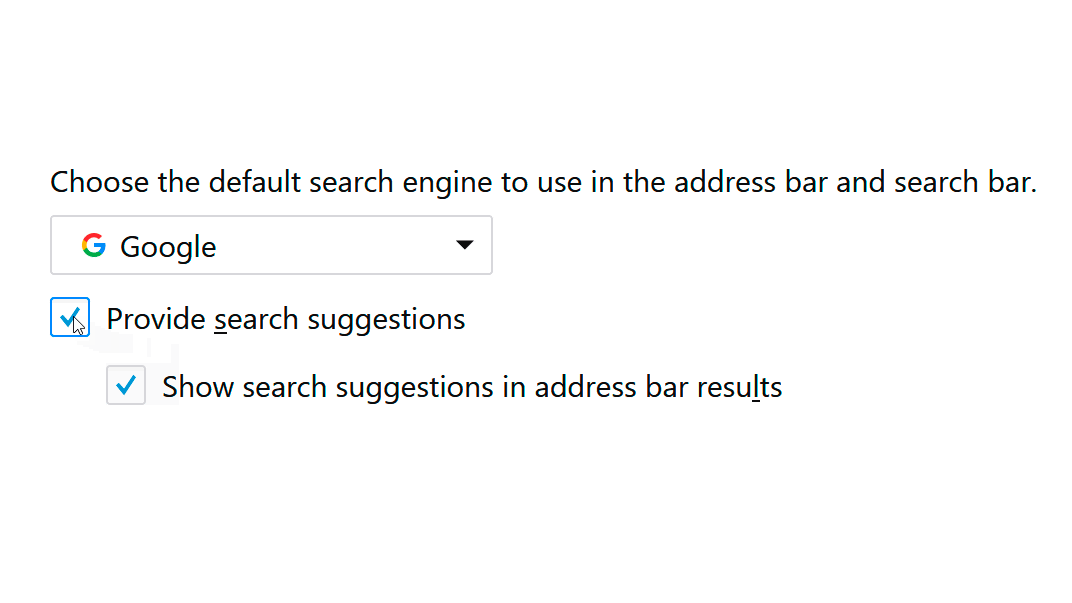 Choose the default search engine to use in the address bar and search bar.
Google
Provide search suggestions
Show search suggestions in address bar results